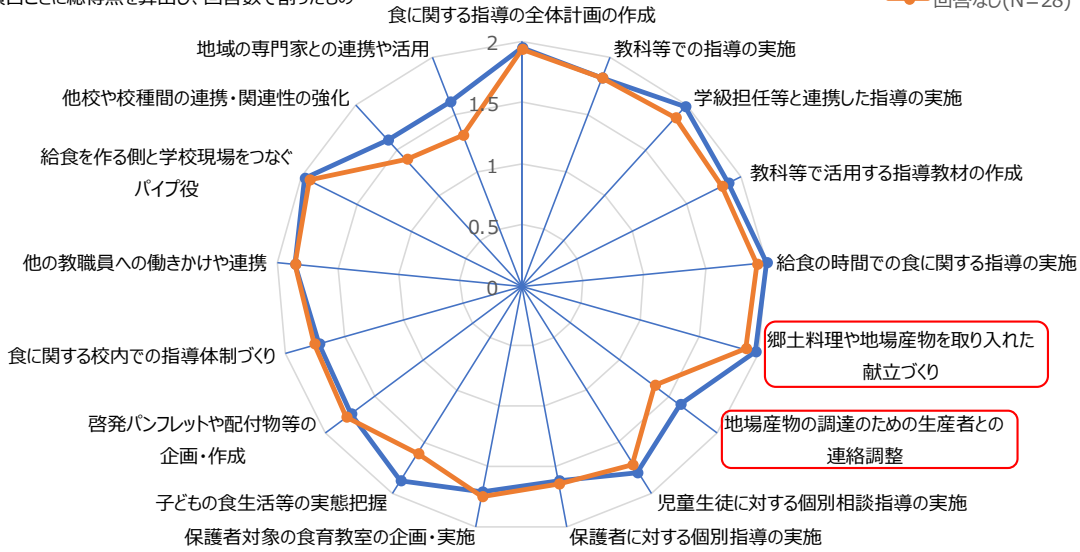 回答なし(N=28)
食に関する指導の全体計画の作成
教科等での指導の実施
学級担任等と連携した指導の実施
教科等で活用する指導教材の作成
給食の時間での食に関する指導の実施
郷土料理や地場産物を取り入れた
献立づくり
地場産物の調達のための生産者との
連絡調整
児童生徒に対する個別相談指導の実施
保護者に対する個別指導の実施
保護者対象の食育教室の企画・実施
子どもの食生活等の実態把握
啓発パンフレットや配付物等の
企画・作成
食に関する校内での指導体制づくり
他の教職員への働きかけや連携
給食を作る側と学校現場をつなぐ
パイプ役
他校や校種間の連携・関連性の強化
地域の専門家との連携や活用
2
1.5
1
0.5
0